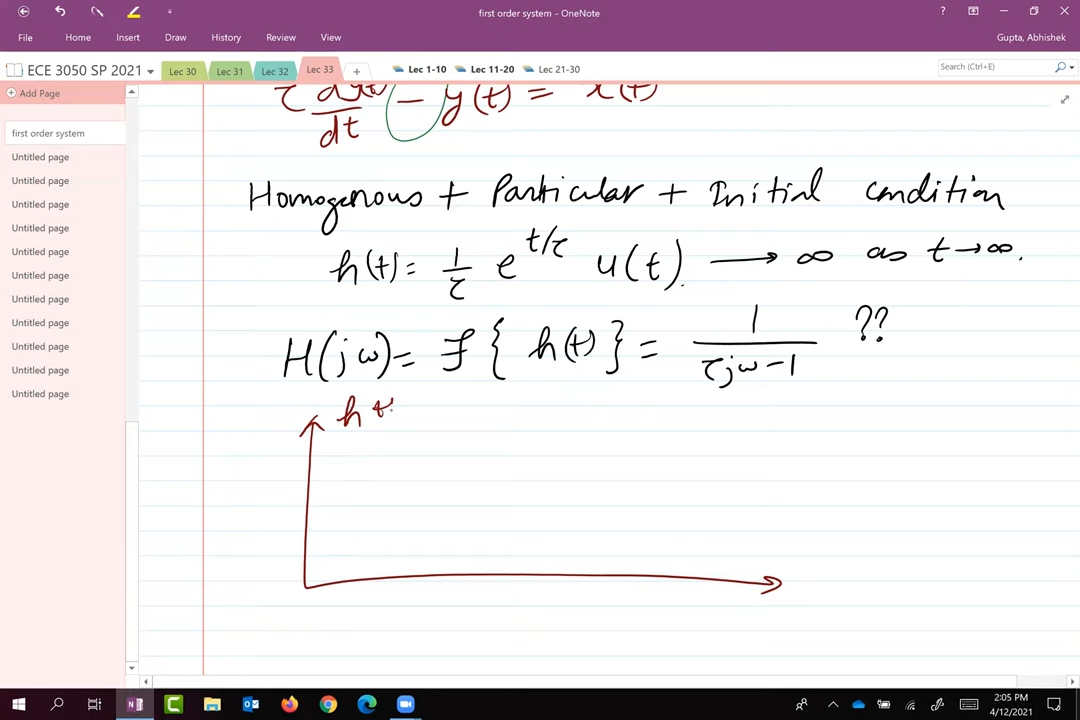 first order system - OneNote
?
Gupta, Abhishek
File Home Insert Draw History Review View
ECE 3050 SP 2021 Lec 30 Lec 31 Lec 32 Lec 33 + Lec 1-10 Lec 11-20 Lec 21-30 Search (Ctrl+E)
Add Page
first order system
Untitled page
Untitled page
Untitled page
Untitled page
Untitled page
Untitled page
Untitled page
Untitled page
Untitled page
Untitled page
Untitled page
dt - y(t) = x(t)
Homogenous + Particular + Initial condition
h(t) = 1/τ e^{t/τ} u(t). → ∞ as t→∞.
H(jω) = F{ h(t) } = 1/(τjω-1) ??
h t
2:05 PM
4/12/2021